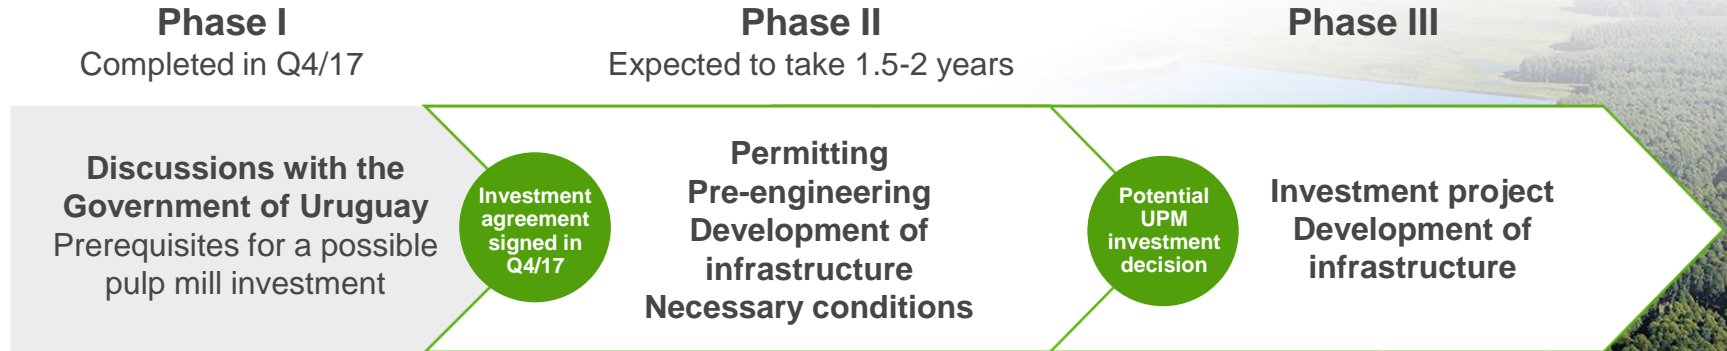 Phase I
Completed in Q4/17
Phase II
Expected to take 1.5-2 years
Phase III
Discussions with the
Government of Uruguay
Prerequisites for a possible
pulp mill investment
Investment
agreement
signed in
Q4/17
Permitting
Pre-engineering
Development of
infrastructure
Necessary conditions
Potential
UPM
investment
decision
Investment project
Development of
infrastructure